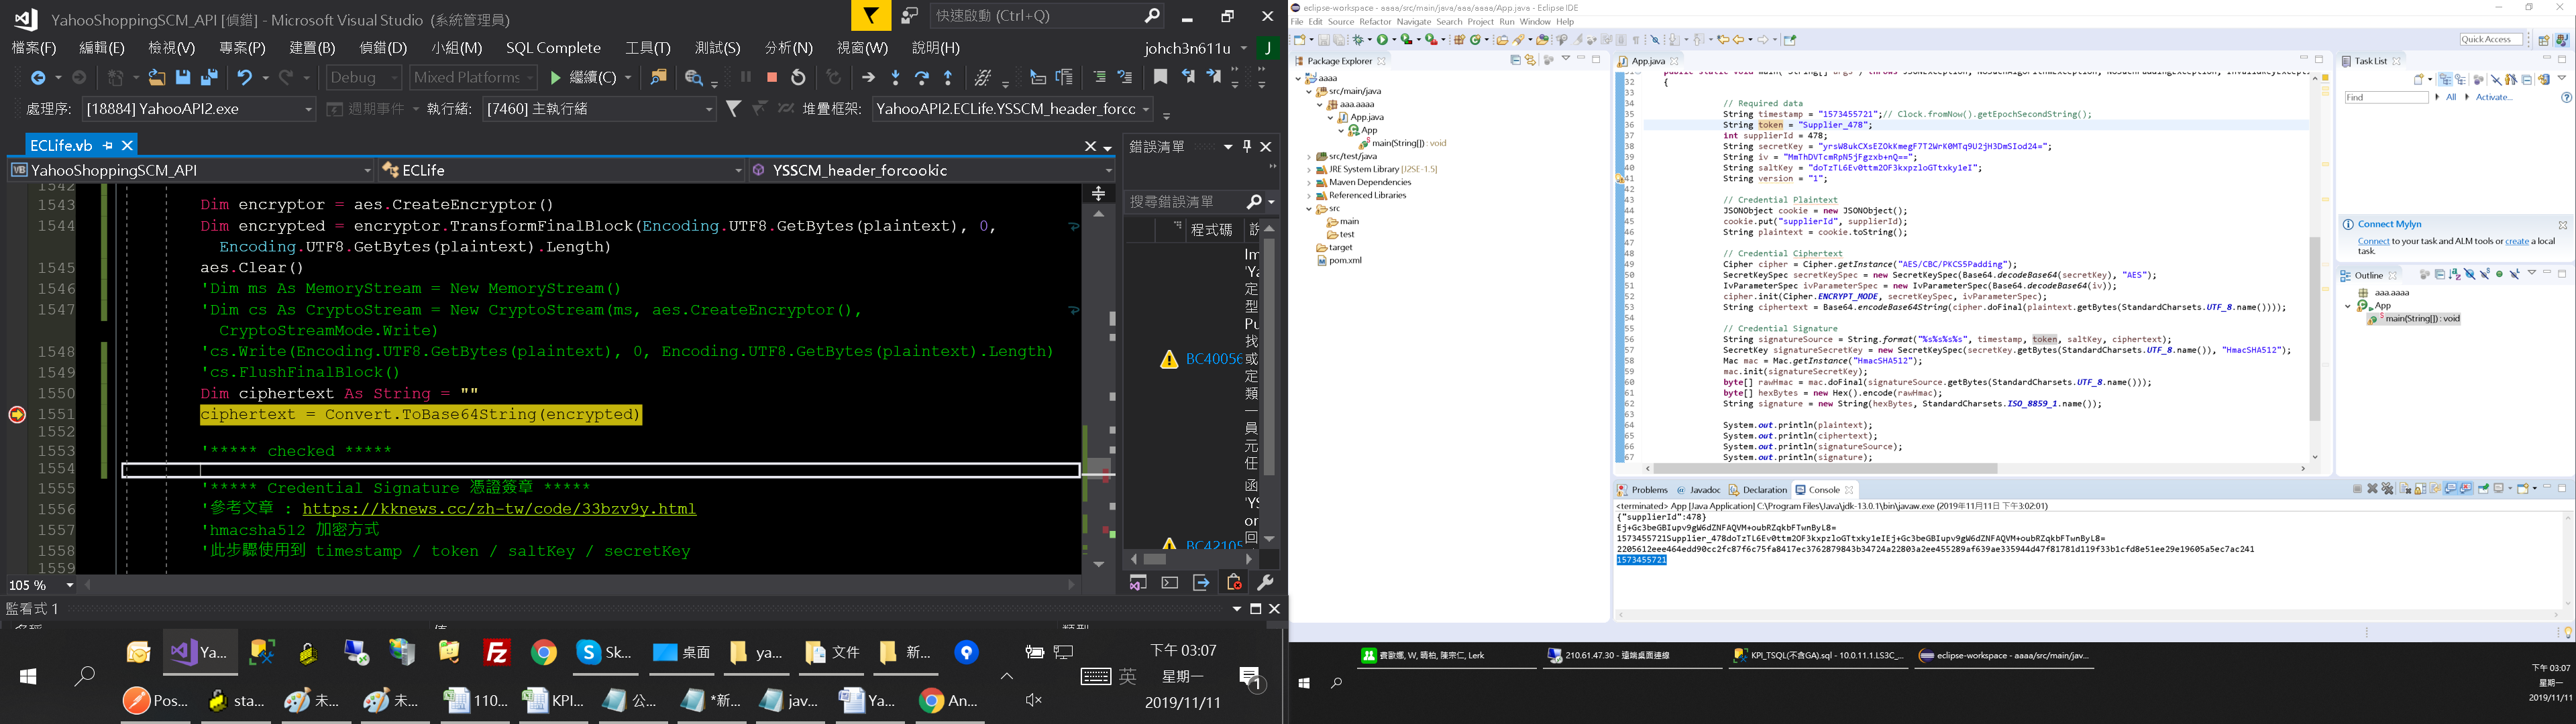 YahooShoppingSCM_API [偵錯] - Microsoft Visual Studio (系統管理員)
快速啟動 (Ctrl+Q)
檔案(F) 編輯(E) 檢視(V) 專案(P) 建置(B) 偵錯(D) 小組(M) SQL Complete 工具(T) 測試(S) 分析(N) 視窗(W) 說明(H) johch3n611u J
Debug Mixed Platforms 繼續(C)
處理序: [18884] YahooAPI2.exe 週期事件 執行緒: [7460] 主執行緒 堆疊框架: YahooAPI2.ECLife.YSSCM_header_forcc
ECLife.vb
YahooShoppingSCM_API ECLife YSSCM_header_forcookic
1542
1543 Dim encryptor = aes.CreateEncryptor()
1544 Dim encrypted = encryptor.TransformFinalBlock(Encoding.UTF8.GetBytes(plaintext), 0,
Encoding.UTF8.GetBytes(plaintext).Length)
1545 aes.Clear()
1546 'Dim ms As MemoryStream = New MemoryStream()
1547 'Dim cs As CryptoStream = New CryptoStream(ms, aes.CreateEncryptor(),
CryptoStreamMode.Write)
1548 'cs.Write(Encoding.UTF8.GetBytes(plaintext), 0, Encoding.UTF8.GetBytes(plaintext).Length)
1549 'cs.FlushFinalBlock()
1550 Dim ciphertext As String = ""
1551 ciphertext = Convert.ToBase64String(encrypted)
1552
1553 '***** checked *****
1554
1555 '***** Credential Signature 憑證簽章 *****
1556 '參考文章 : https://kknews.cc/zh-tw/code/33bzv9y.html
1557 'hmacsha512 加密方式
1558 '此步驟使用到 timestamp / token / saltKey / secretKey
1559
105 %
錯誤清單
搜尋錯誤清單
程式碼
BC40056
BC42105
監看式 1
Ya... Sk... 桌面 ya... 文件 新...
Pos... sta... 未... 未... 110... KPI... 公... *新... jav... Ya... An...
英
下午 03:07
星期一
2019/11/11
1
eclipse-workspace - aaaa/src/main/java/aaa/aaaa/App.java - Eclipse IDE
File Edit Source Refactor Navigate Search Project Run Window Help
Quick Access
Package Explorer
aaaa
src/main/java
aaa.aaaa
App.java
App
main(String[]) : void
src/test/java
JRE System Library [J2SE-1.5]
Maven Dependencies
Referenced Libraries
src
main
test
target
pom.xml
App.java
33 {
34 // Required data
35 String timestamp = "1573455721";// Clock.fromNow().getEpochSecondString();
36 String token = "Supplier_478";
37 int supplierId = 478;
38 String secretKey = "yrsW8ukCXsEZOkKmegF7T2WrK0MTq9U2jH3DmSIod24=";
39 String iv = "MmThDVTcmRpN5jFgzxb+nQ==";
40 String saltKey = "doTzTL6Ev0ttm2OF3kxpzloGTtxky1eI";
41 String version = "1";
42
43 // Credential Plaintext
44 JSONObject cookie = new JSONObject();
45 cookie.put("supplierId", supplierId);
46 String plaintext = cookie.toString();
47
48 // Credential Ciphertext
49 Cipher cipher = Cipher.getInstance("AES/CBC/PKCS5Padding");
50 SecretKeySpec secretKeySpec = new SecretKeySpec(Base64.decodeBase64(secretKey), "AES");
51 IvParameterSpec ivParameterSpec = new IvParameterSpec(Base64.decodeBase64(iv));
52 cipher.init(Cipher.ENCRYPT_MODE, secretKeySpec, ivParameterSpec);
53 String ciphertext = Base64.encodeBase64String(cipher.doFinal(plaintext.getBytes(StandardCharsets.UTF_8.name())));
54
55 // Credential Signature
56 String signatureSource = String.format("%s%s%s%s", timestamp, token, saltKey, ciphertext);
57 SecretKey signatureSecretKey = new SecretKeySpec(secretKey.getBytes(StandardCharsets.UTF_8.name()), "HmacSHA512");
58 Mac mac = Mac.getInstance("HmacSHA512");
59 mac.init(signatureSecretKey);
60 byte[] rawHmac = mac.doFinal(signatureSource.getBytes(StandardCharsets.UTF_8.name()));
61 byte[] hexBytes = new Hex().encode(rawHmac);
62 String signature = new String(hexBytes, StandardCharsets.ISO_8859_1.name());
63
64 System.out.println(plaintext);
65 System.out.println(ciphertext);
66 System.out.println(signatureSource);
67 System.out.println(signature);
Task List
Find All Activate...
Connect Mylyn
Connect to your task and ALM tools or create a local
task.
Outline
aaa.aaaa
App
main(String[]) : void
Problems Javadoc Declaration Console
<terminated> App [Java Application] C:\Program Files\Java\jdk-13.0.1\bin\javaw.exe (2019年11月11日 下午3:02:01)
{"supplierId":478}
Ej+Gc3beGBIupv9gW6dZNFAQVM+oubRZqkbFTwnByL8=
1573455721Supplier_478doTzTL6Ev0ttm2OF3kxpzloGTtxky1eIEj+Gc3beGBIupv9gW6dZNFAQVM+oubRZqkbFTwnByL8=
2205612eee464edd90cc2fc87f6c75fa8417ec3762879843b34724a22803a2ee455289af639ae335944d47f81781d119f33b1cfd8e51ee29e19605a5ec7ac241
1573455721
210.61.47.30 - 遠端桌面連線
KPI_TSQL(不含GA).sql - 10.0.11.1.LS3C_...
eclipse-workspace - aaaa/src/main/jav...
下午 03:07
星期一
2019/11/11